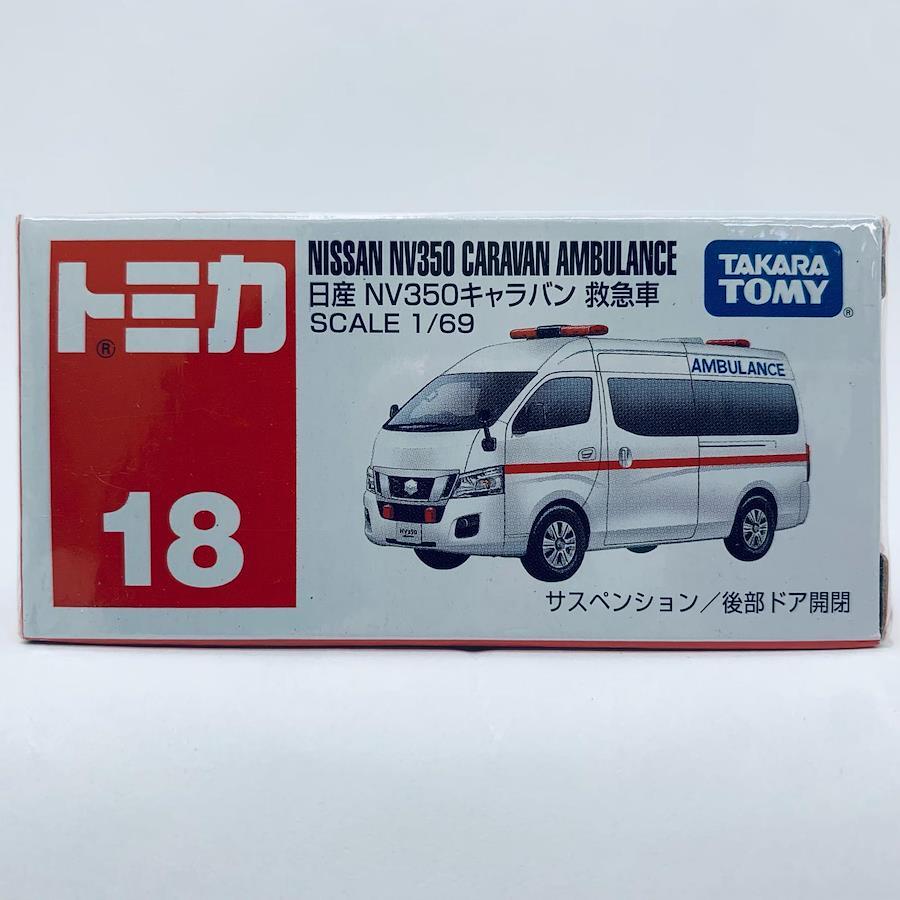 トミカ
®
18
NISSAN NV350 CARAVAN AMBULANCE
日産 NV350キャラバン 救急車
SCALE 1/69
TAKARA
TOMY
®
AMBULANCE
NV350
サスペンション/後部ドア開閉